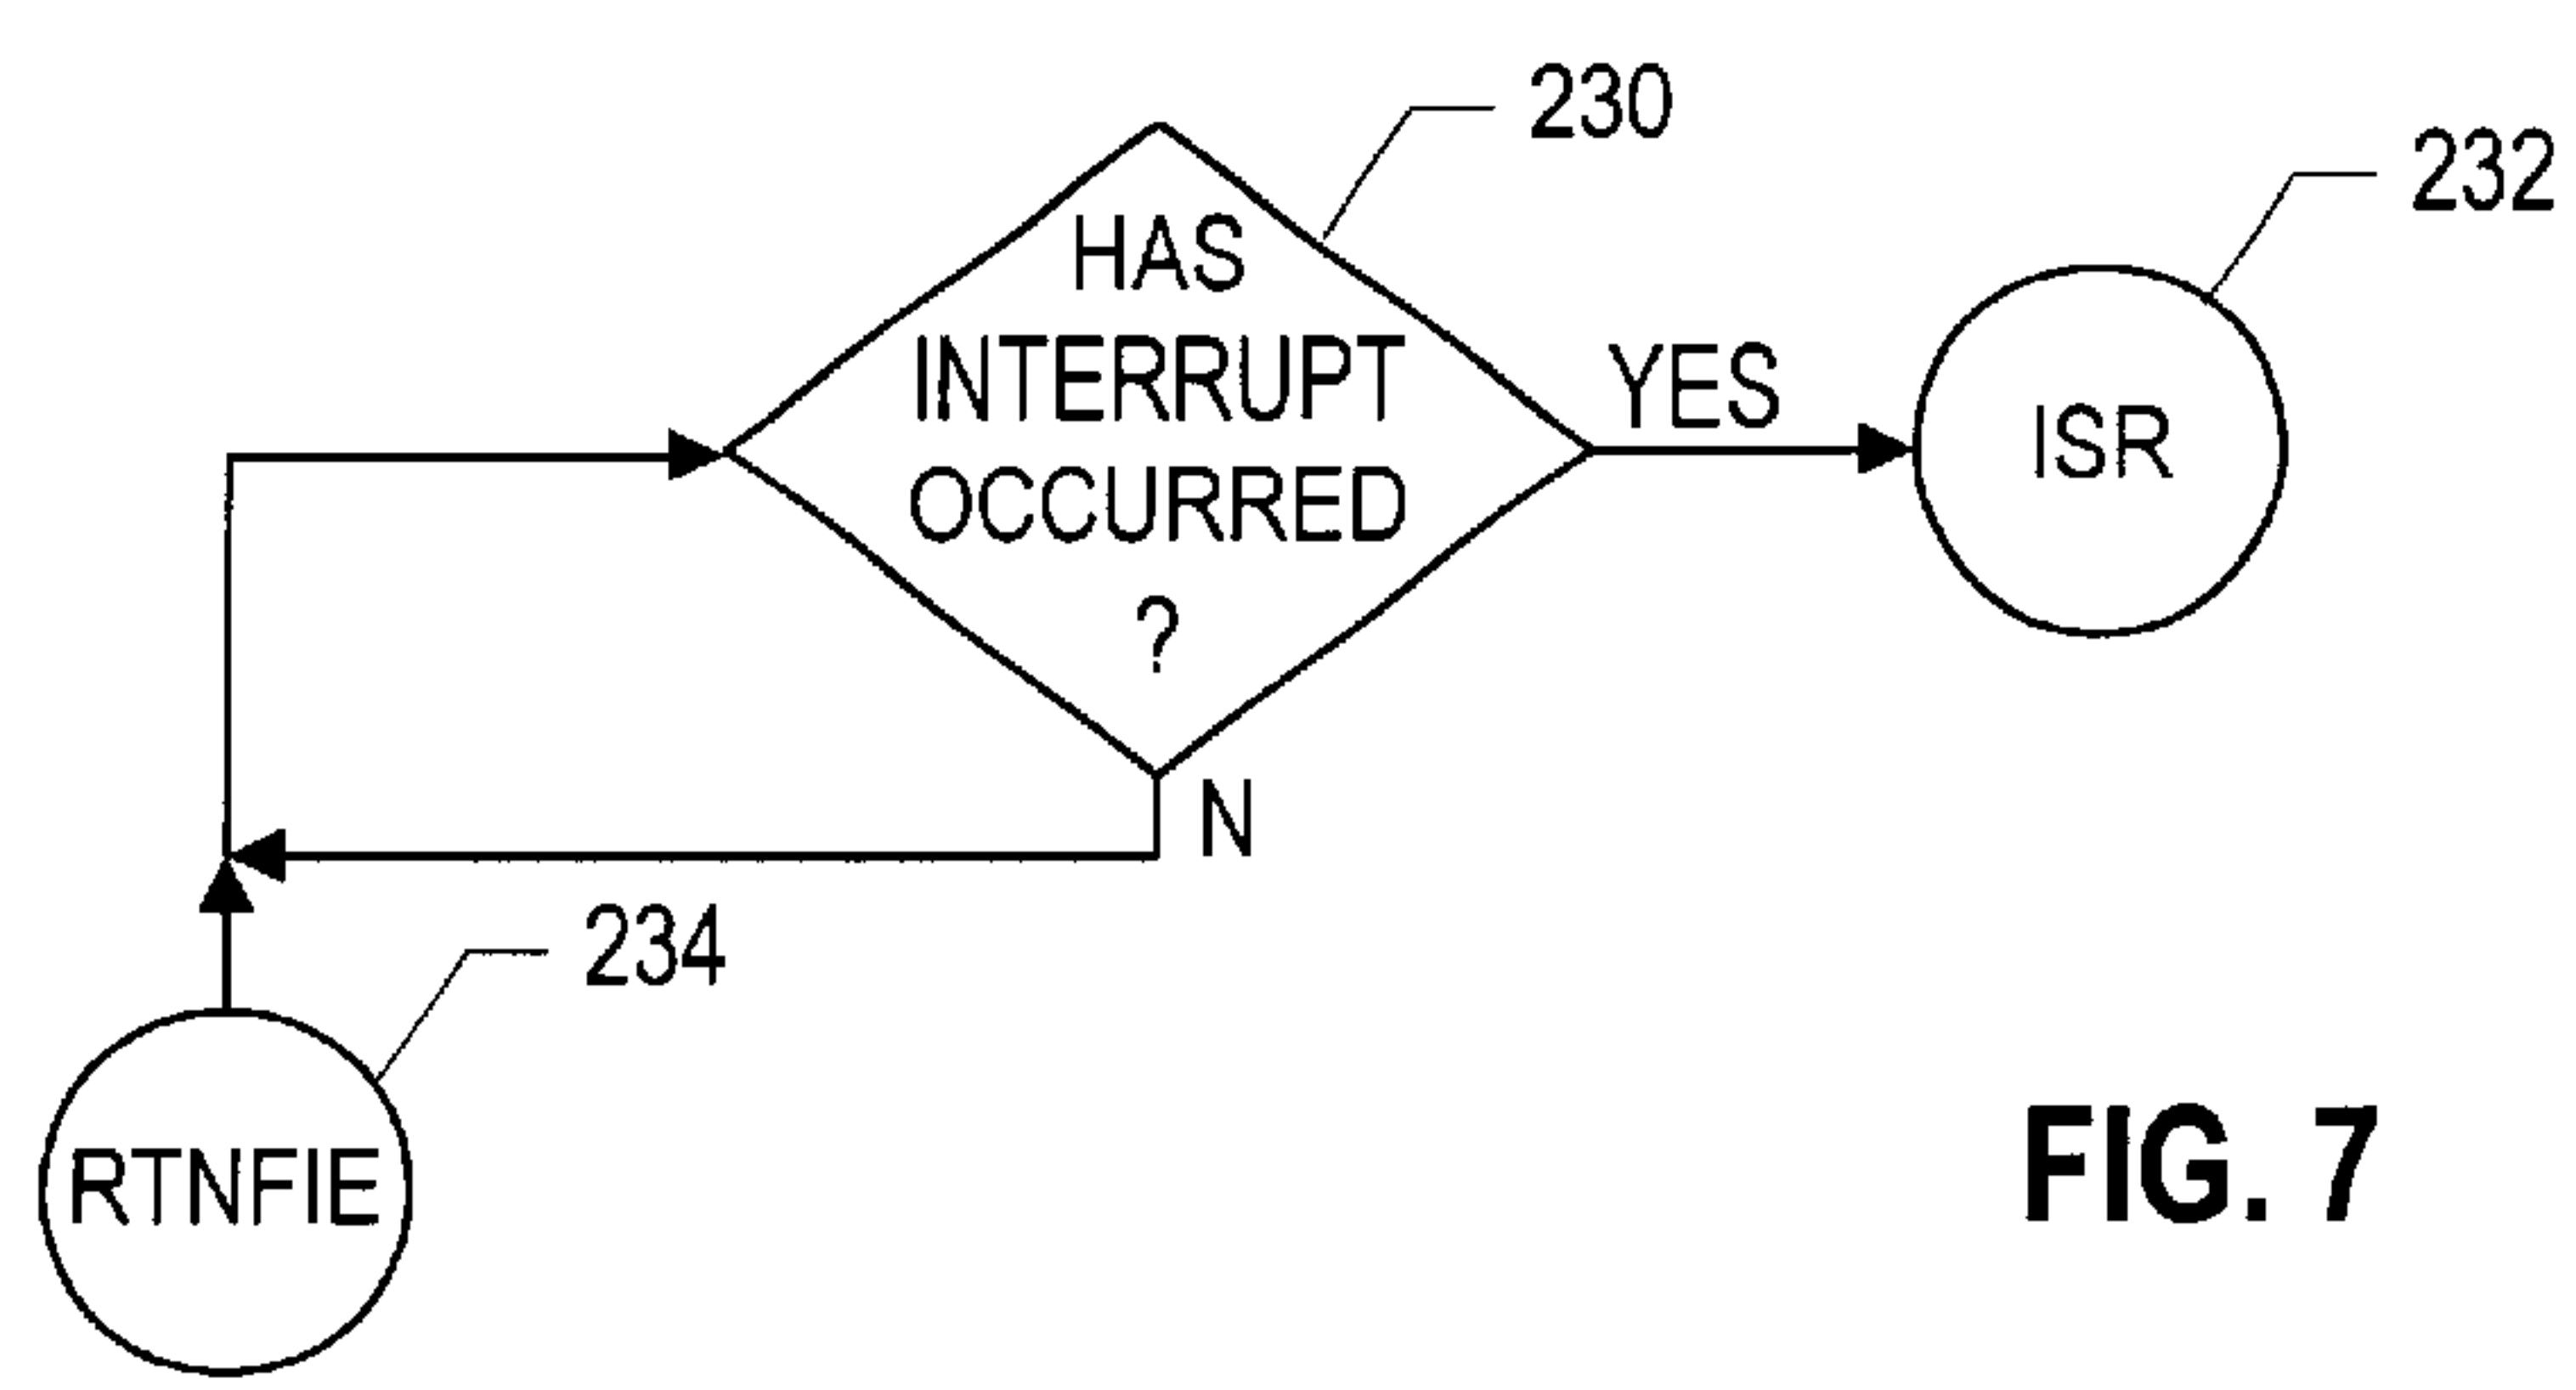 230
232
HAS
INTERRUPT
OCCURRED
?
YES
ISR
N
234
RTNFIE
FIG. 7